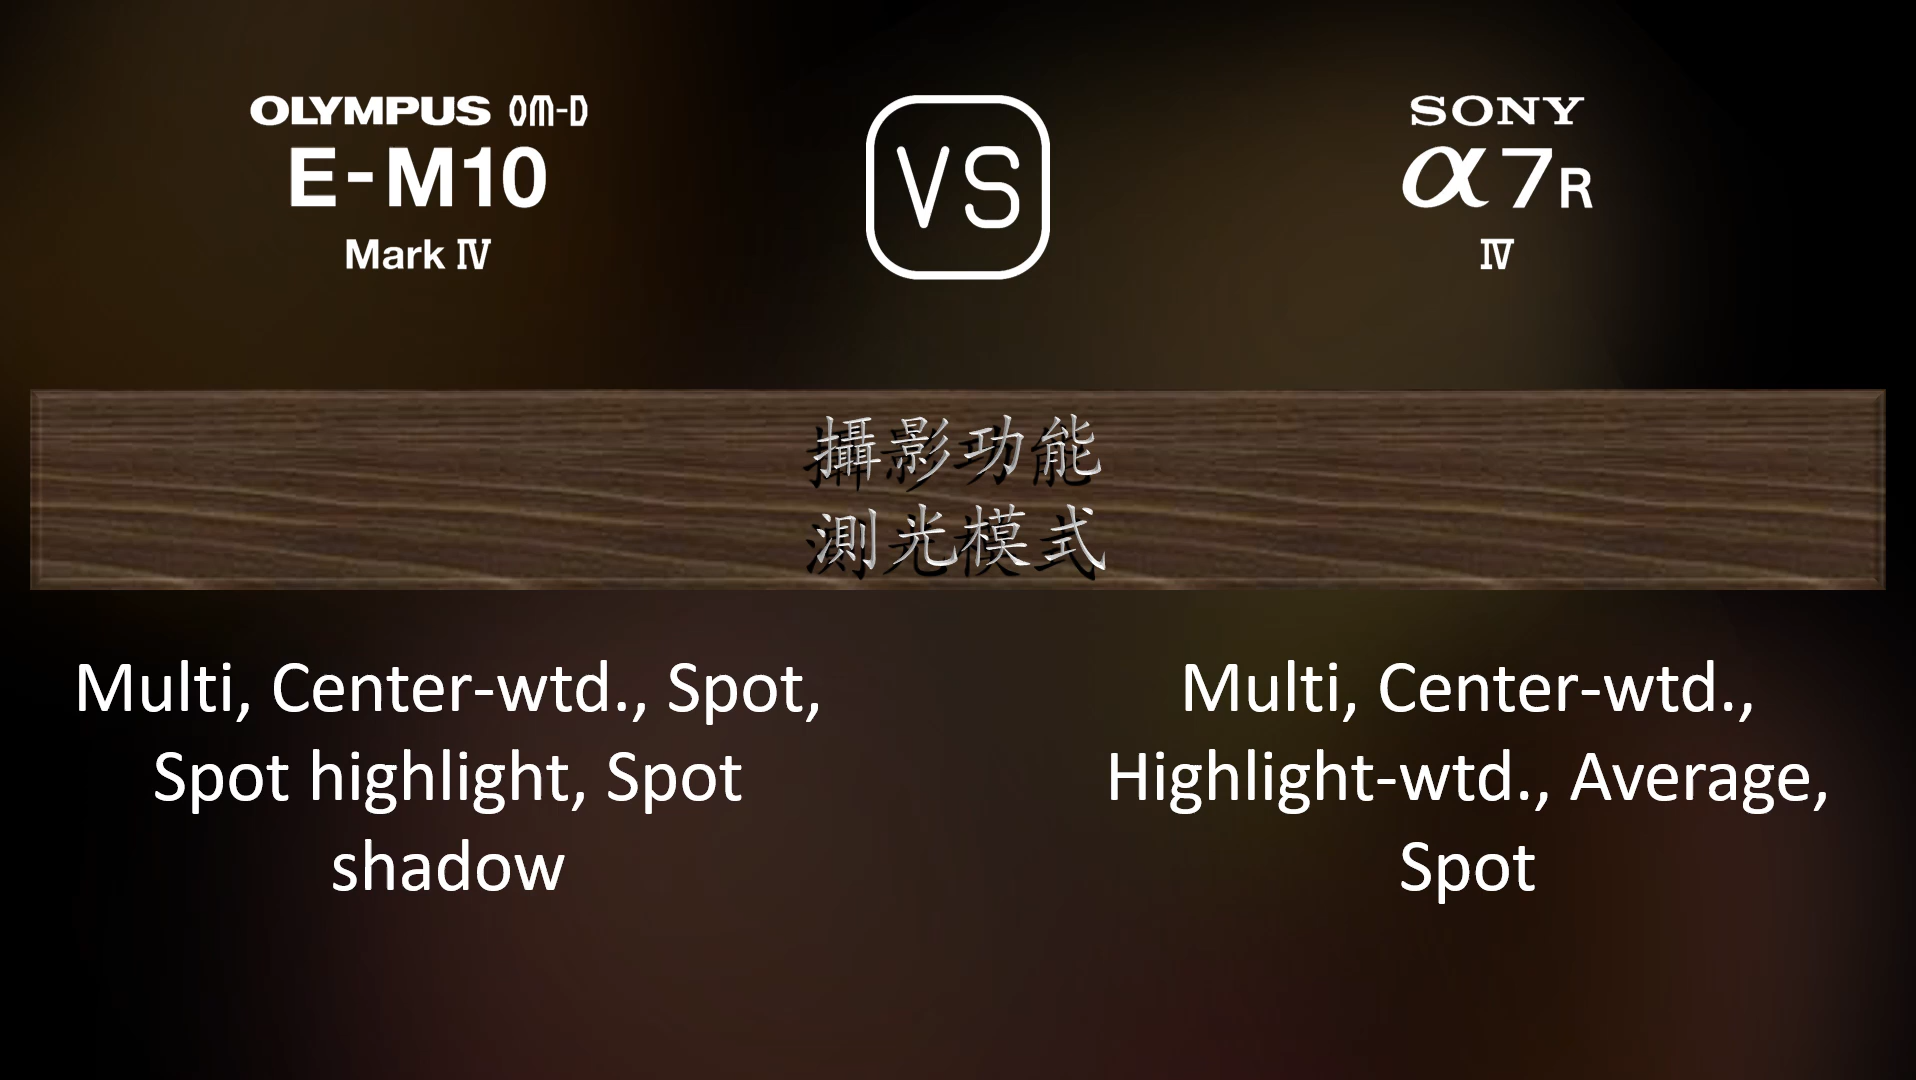 OLYMPUS OM-D
E-M10
Mark IV
VS
SONY
α7R
IV
攝影功能
測光模式
Multi, Center-wtd., Spot,
Spot highlight, Spot
shadow
Multi, Center-wtd.,
Highlight-wtd., Average,
Spot